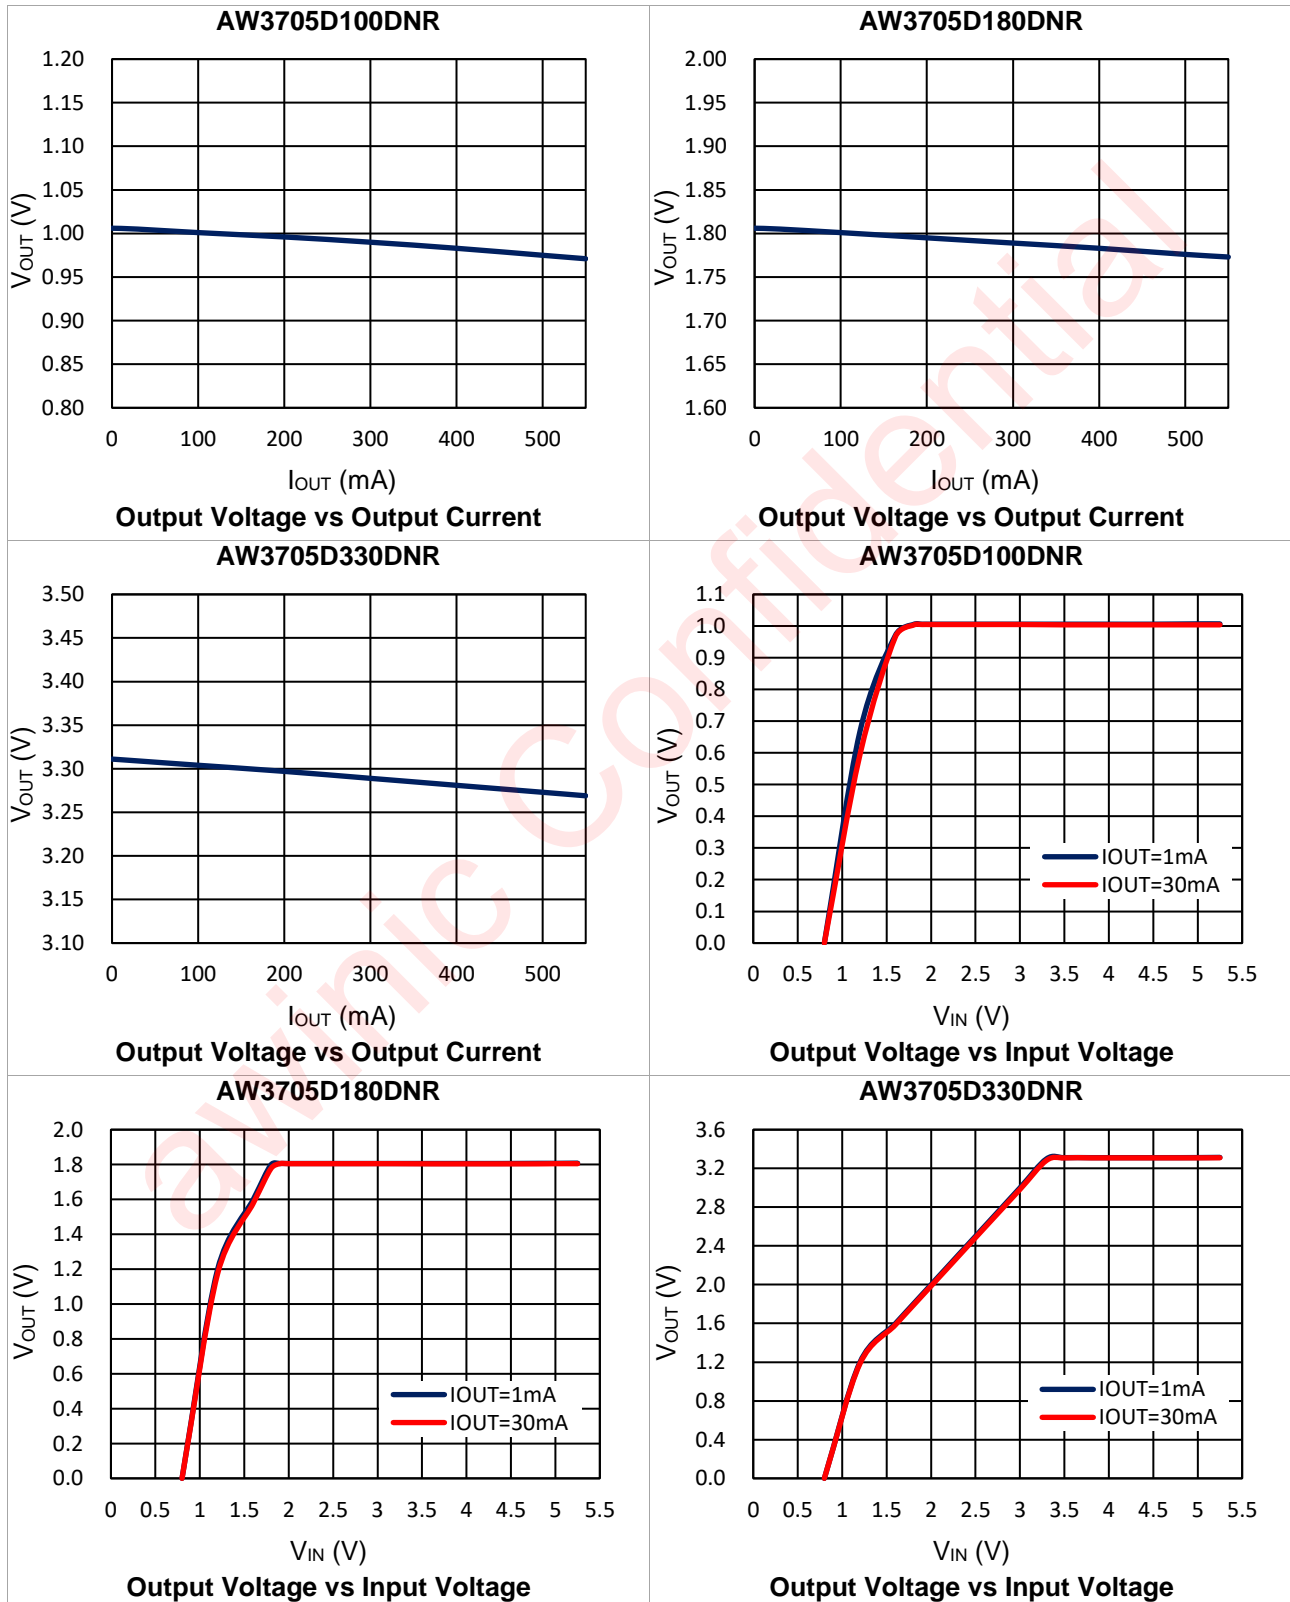 AW3705D100DNR
1.20
1.15
1.10
1.05
1.00
0.95
0.90
0.85
0.80
VOUT (V)
0 100 200 300 400 500
IOUT (mA)
Output Voltage vs Output Current
AW3705D180DNR
2.00
1.95
1.90
1.85
1.80
1.75
1.70
1.65
1.60
VOUT (V)
0 100 200 300 400 500
IOUT (mA)
Output Voltage vs Output Current
AW3705D330DNR
3.50
3.45
3.40
3.35
3.30
3.25
3.20
3.15
3.10
VOUT (V)
0 100 200 300 400 500
IOUT (mA)
Output Voltage vs Output Current
AW3705D100DNR
1.1
1.0
0.9
0.8
0.7
0.6
0.5
0.4
0.3
0.2
0.1
0.0
VOUT (V)
IOUT=1mA
IOUT=30mA
0 0.5 1 1.5 2 2.5 3 3.5 4 4.5 5 5.5
VIN (V)
Output Voltage vs Input Voltage
AW3705D180DNR
2.0
1.8
1.6
1.4
1.2
1.0
0.8
0.6
0.4
0.2
0.0
VOUT (V)
IOUT=1mA
IOUT=30mA
0 0.5 1 1.5 2 2.5 3 3.5 4 4.5 5 5.5
VIN (V)
Output Voltage vs Input Voltage
AW3705D330DNR
3.6
3.2
2.8
2.4
2.0
1.6
1.2
0.8
0.4
0.0
VOUT (V)
IOUT=1mA
IOUT=30mA
0 0.5 1 1.5 2 2.5 3 3.5 4 4.5 5 5.5
VIN (V)
Output Voltage vs Input Voltage
awinic Confidential